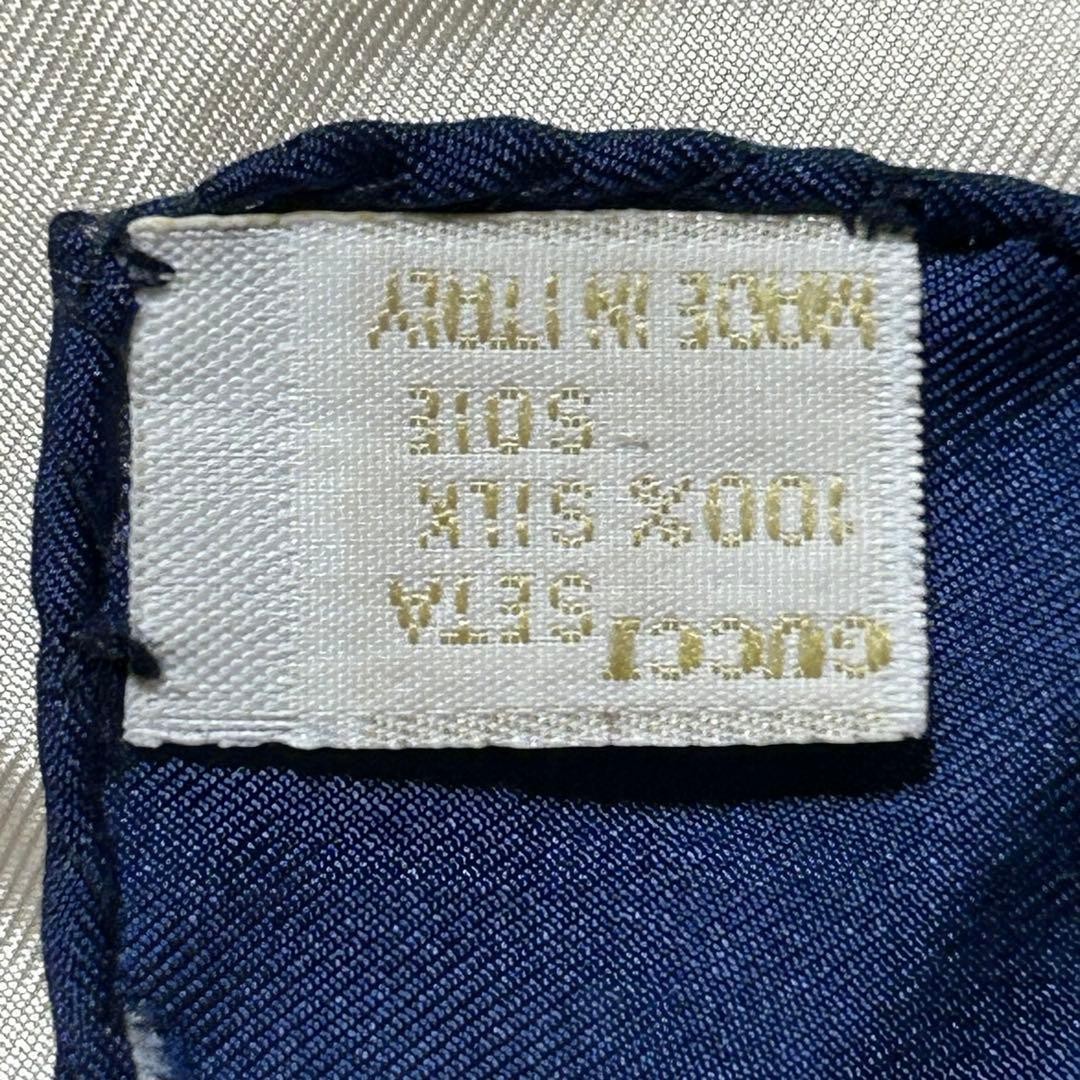 GUCCI SETA
100% SILK
SOIE
MADE IN ITALY